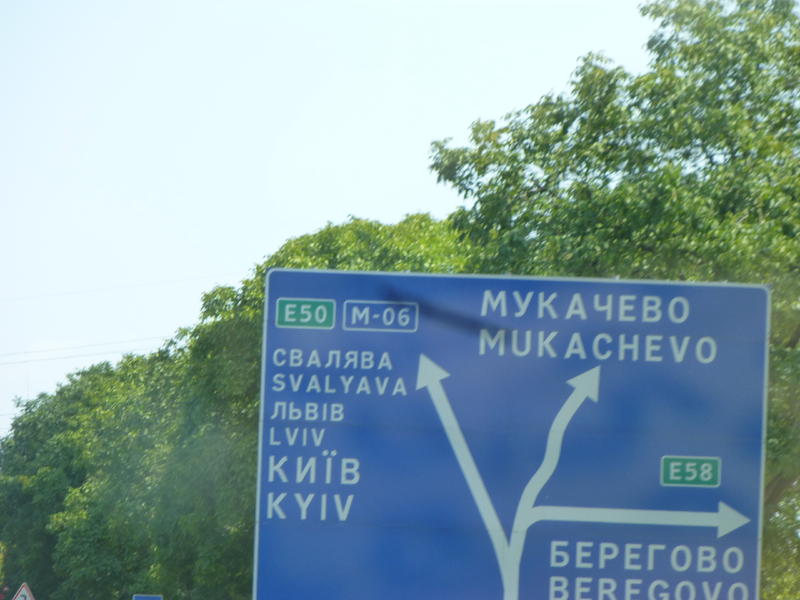 E50 M-06
СВАЛЯВА
SVALYAVA
ЛЬВІВ
LVIV
КИЇВ
KYIV
МУКАЧЕВО
MUKACHEVO
E58
БЕРЕГОВО
BEREGOVO